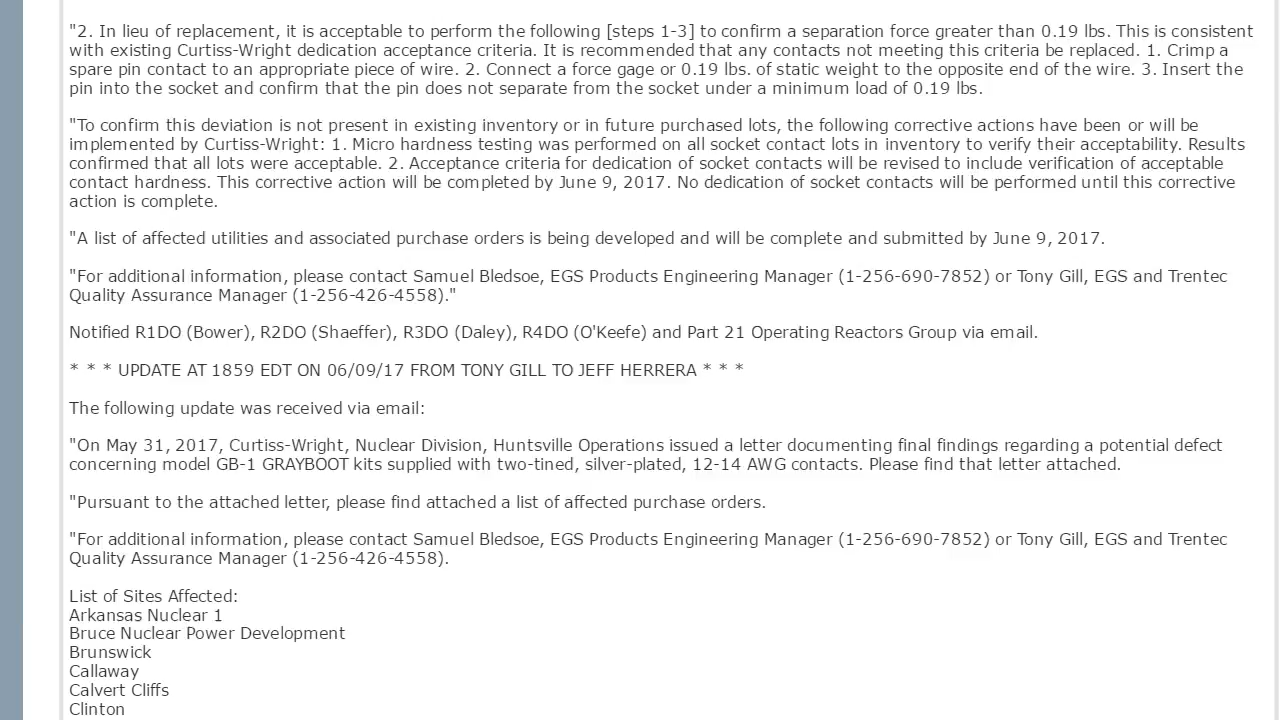 "2. In lieu of replacement, it is acceptable to perform the following [steps 1-3] to confirm a separation force greater than 0.19 lbs. This is consistent
with existing Curtiss-Wright dedication acceptance criteria. It is recommended that any contacts not meeting this criteria be replaced. 1. Crimp a
spare pin contact to an appropriate piece of wire. 2. Connect a force gage or 0.19 lbs. of static weight to the opposite end of the wire. 3. Insert the
pin into the socket and confirm that the pin does not separate from the socket under a minimum load of 0.19 lbs.
"To confirm this deviation is not present in existing inventory or in future purchased lots, the following corrective actions have been or will be
implemented by Curtiss-Wright: 1. Micro hardness testing was performed on all socket contact lots in inventory to verify their acceptability. Results
confirmed that all lots were acceptable. 2. Acceptance criteria for dedication of socket contacts will be revised to include verification of acceptable
contact hardness. This corrective action will be completed by June 9, 2017. No dedication of socket contacts will be performed until this corrective
action is complete.
"A list of affected utilities and associated purchase orders is being developed and will be complete and submitted by June 9, 2017.
"For additional information, please contact Samuel Bledsoe, EGS Products Engineering Manager (1-256-690-7852) or Tony Gill, EGS and Trentec
Quality Assurance Manager (1-256-426-4558)."
Notified R1DO (Bower), R2DO (Shaeffer), R3DO (Daley), R4DO (O'Keefe) and Part 21 Operating Reactors Group via email.
* * * UPDATE AT 1859 EDT ON 06/09/17 FROM TONY GILL TO JEFF HERRERA * * *
The following update was received via email:
"On May 31, 2017, Curtiss-Wright, Nuclear Division, Huntsville Operations issued a letter documenting final findings regarding a potential defect
concerning model GB-1 GRAYBOOT kits supplied with two-tined, silver-plated, 12-14 AWG contacts. Please find that letter attached.
"Pursuant to the attached letter, please find attached a list of affected purchase orders.
"For additional information, please contact Samuel Bledsoe, EGS Products Engineering Manager (1-256-690-7852) or Tony Gill, EGS and Trentec
Quality Assurance Manager (1-256-426-4558).
List of Sites Affected:
Arkansas Nuclear 1
Bruce Nuclear Power Development
Brunswick
Callaway
Calvert Cliffs
Clinton